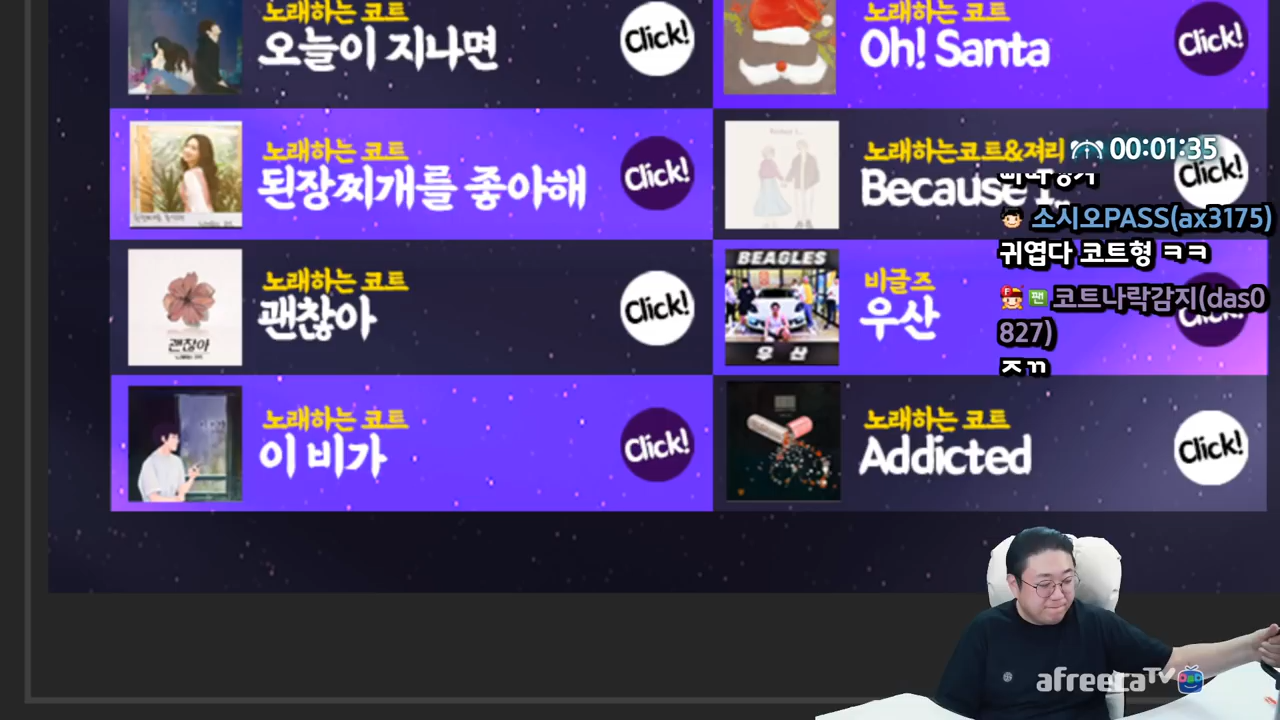 노래하는 코트
오늘이 지나면
Click!
노래하는 코트
Oh! Santa
Click!
노래하는 코트
된장찌개를 좋아해
Click!
노래하는코트&져리
Because I..
Click!
00:01:35
소시오PASS(ax3175)
귀엽다 코트형 ㅋㅋ
노래하는 코트
괜찮아
Click!
괜찮아
BEAGLES
우 산
비글즈
우산
Click!
팬 코트나락감지(das0
827)
노래하는 코트
이 비가
Click!
노래하는 코트
Addicted
Click!
afreecaTV